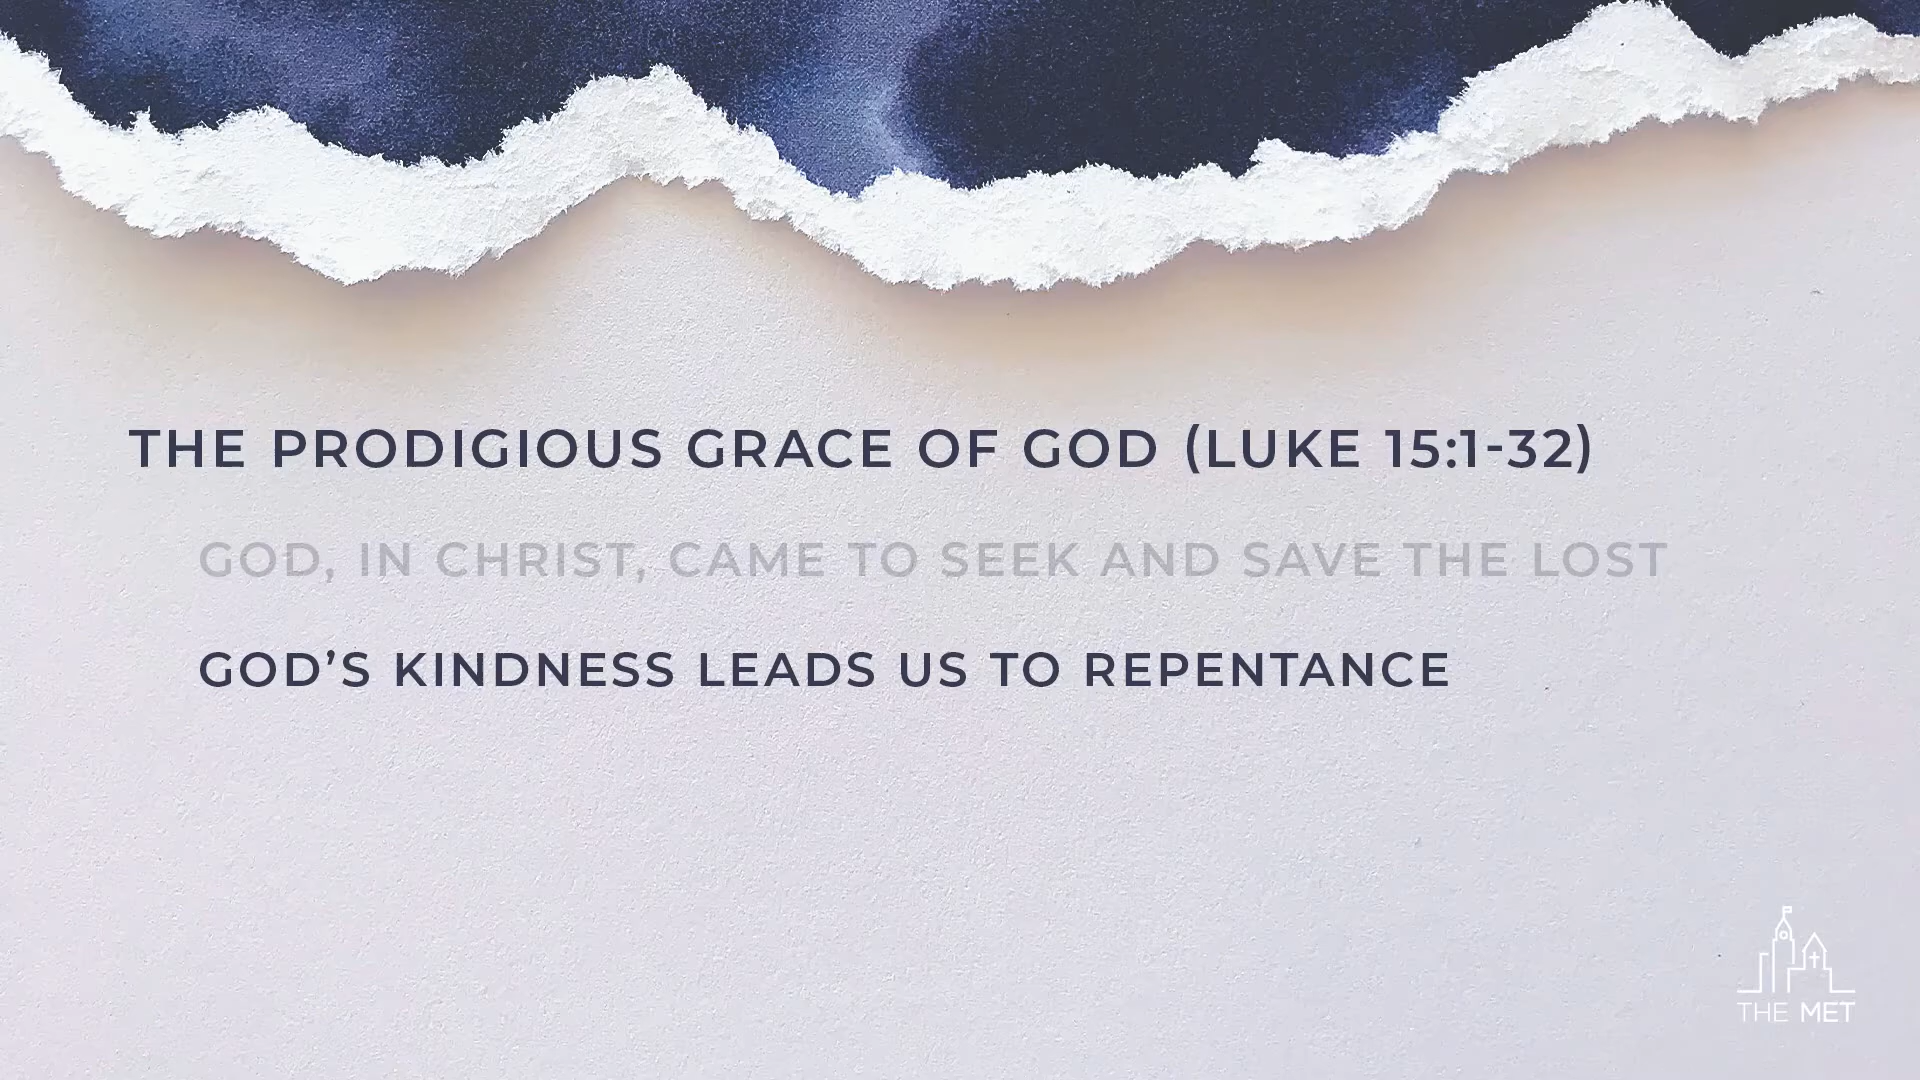 THE PRODIGIOUS GRACE OF GOD (LUKE 15:1-32)
GOD, IN CHRIST, CAME TO SEEK AND SAVE THE LOST
GOD’S KINDNESS LEADS US TO REPENTANCE
THE MET